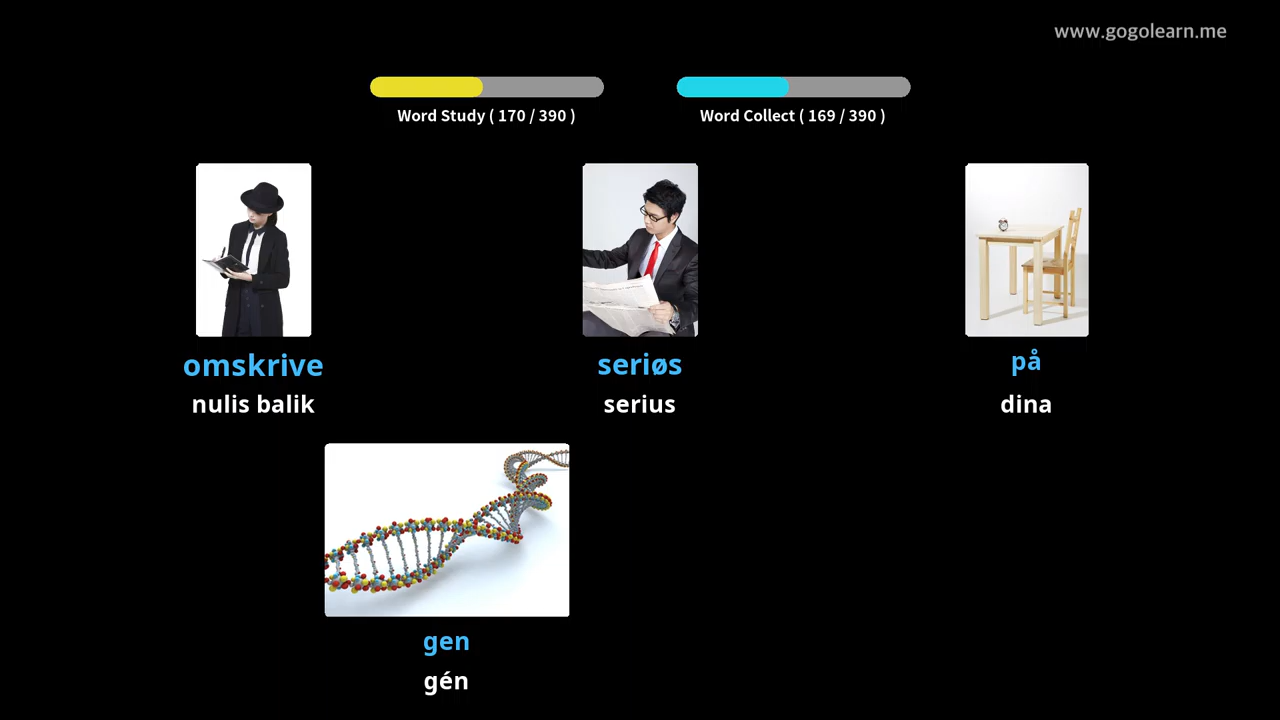 www.gogolearn.me
Word Study ( 170 / 390 )
Word Collect ( 169 / 390 )
omskrive
nulis balik
seriøs
serius
på
dina
gen
gén